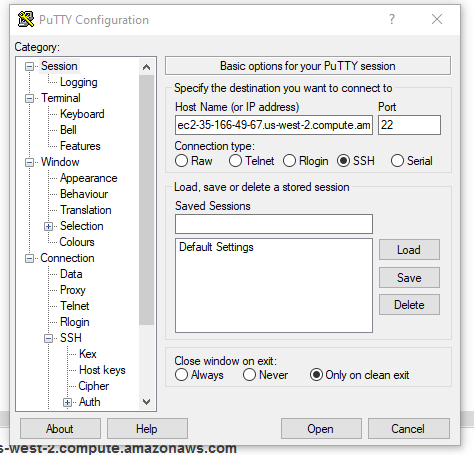 PuTTY Configuration
Category:
Session
Logging
Terminal
Keyboard
Bell
Features
Window
Appearance
Behaviour
Translation
Selection
Colours
Connection
Data
Proxy
Telnet
Rlogin
SSH
Kex
Host keys
Cipher
Auth
Basic options for your PuTTY session
Specify the destination you want to connect to
Host Name (or IP address) Port
ec2-35-166-49-67.us-west-2.compute.am 22
Connection type:
Raw Telnet Rlogin SSH Serial
Load, save or delete a stored session
Saved Sessions
Default Settings
Load
Save
Delete
Close window on exit:
Always Never Only on clean exit
About Help Open Cancel
s-west-2.compute.amazonaws.com